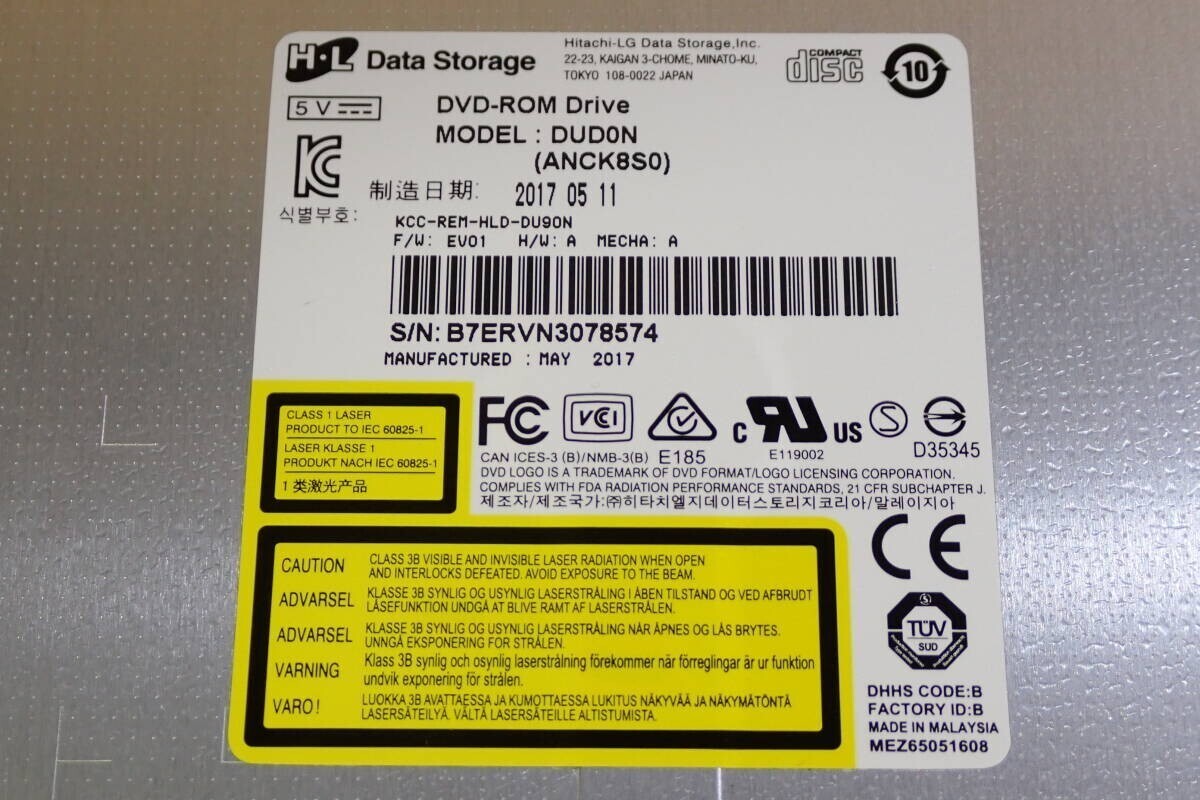 H·L Data Storage
Hitachi-LG Data Storage,Inc.
22-23, KAIGAN 3-CHOME, MINATO-KU,
TOKYO 108-0022 JAPAN
COMPACT
disc
10
5 V
DVD-ROM Drive
MODEL : DUD0N
(ANCK8S0)
制造日期: 2017 05 11
식별부호: KCC-REM-HLD-DU90N
F/W: EV01 H/W: A MECHA: A
S/N: B7ERVN3078574
MANUFACTURED : MAY 2017
CLASS 1 LASER
PRODUCT TO IEC 60825-1
LASER KLASSE 1
PRODUKT NACH IEC 60825-1
1 类激光产品
FC VCI c RU US S
CAN ICES-3 (B)/NMB-3(B) E185 E119002 D35345
DVD LOGO IS A TRADEMARK OF DVD FORMAT/LOGO LICENSING CORPORATION.
COMPLIES WITH FDA RADIATION PERFORMANCE STANDARDS, 21 CFR SUBCHAPTER J.
제조자/제조국가:㈜히타치엘지데이터스토리지코리아/말레이지아
CAUTION CLASS 3B VISIBLE AND INVISIBLE LASER RADIATION WHEN OPEN
AND INTERLOCKS DEFEATED. AVOID EXPOSURE TO THE BEAM.
ADVARSEL KLASSE 3B SYNLIG OG USYNLIG LASERSTRÅLING I ÅBEN TILSTAND OG VED AFBRUDT
LÅSEFUNKTION UNDGÅ AT BLIVE RAMT AF LASERSTRÅLEN.
ADVARSEL KLASSE 3B SYNLIG OG USYNLIG LASERSTRÅLING NÅR ÅPNES OG LÅS BRYTES.
UNNGÅ EKSPONERING FOR STRÅLEN.
VARNING Klass 3B synlig och osynlig laserstrålning förekommer när förreglingar är ur funktion
undvik exponering för strålen.
VARO! LUOKKA 3B AVATTAESSA JA KUMOTTAESSA LUKITUS NÄKYVÄÄ JA NÄKYMÄTÖNTÄ
LASERSÄTEILYÄ. VÄLTÄ LASERSÄTEILLE ALTISTUMISTA.
CE
TÜV
SÜD
DHHS CODE:B
FACTORY ID:B
MADE IN MALAYSIA
MEZ65051608